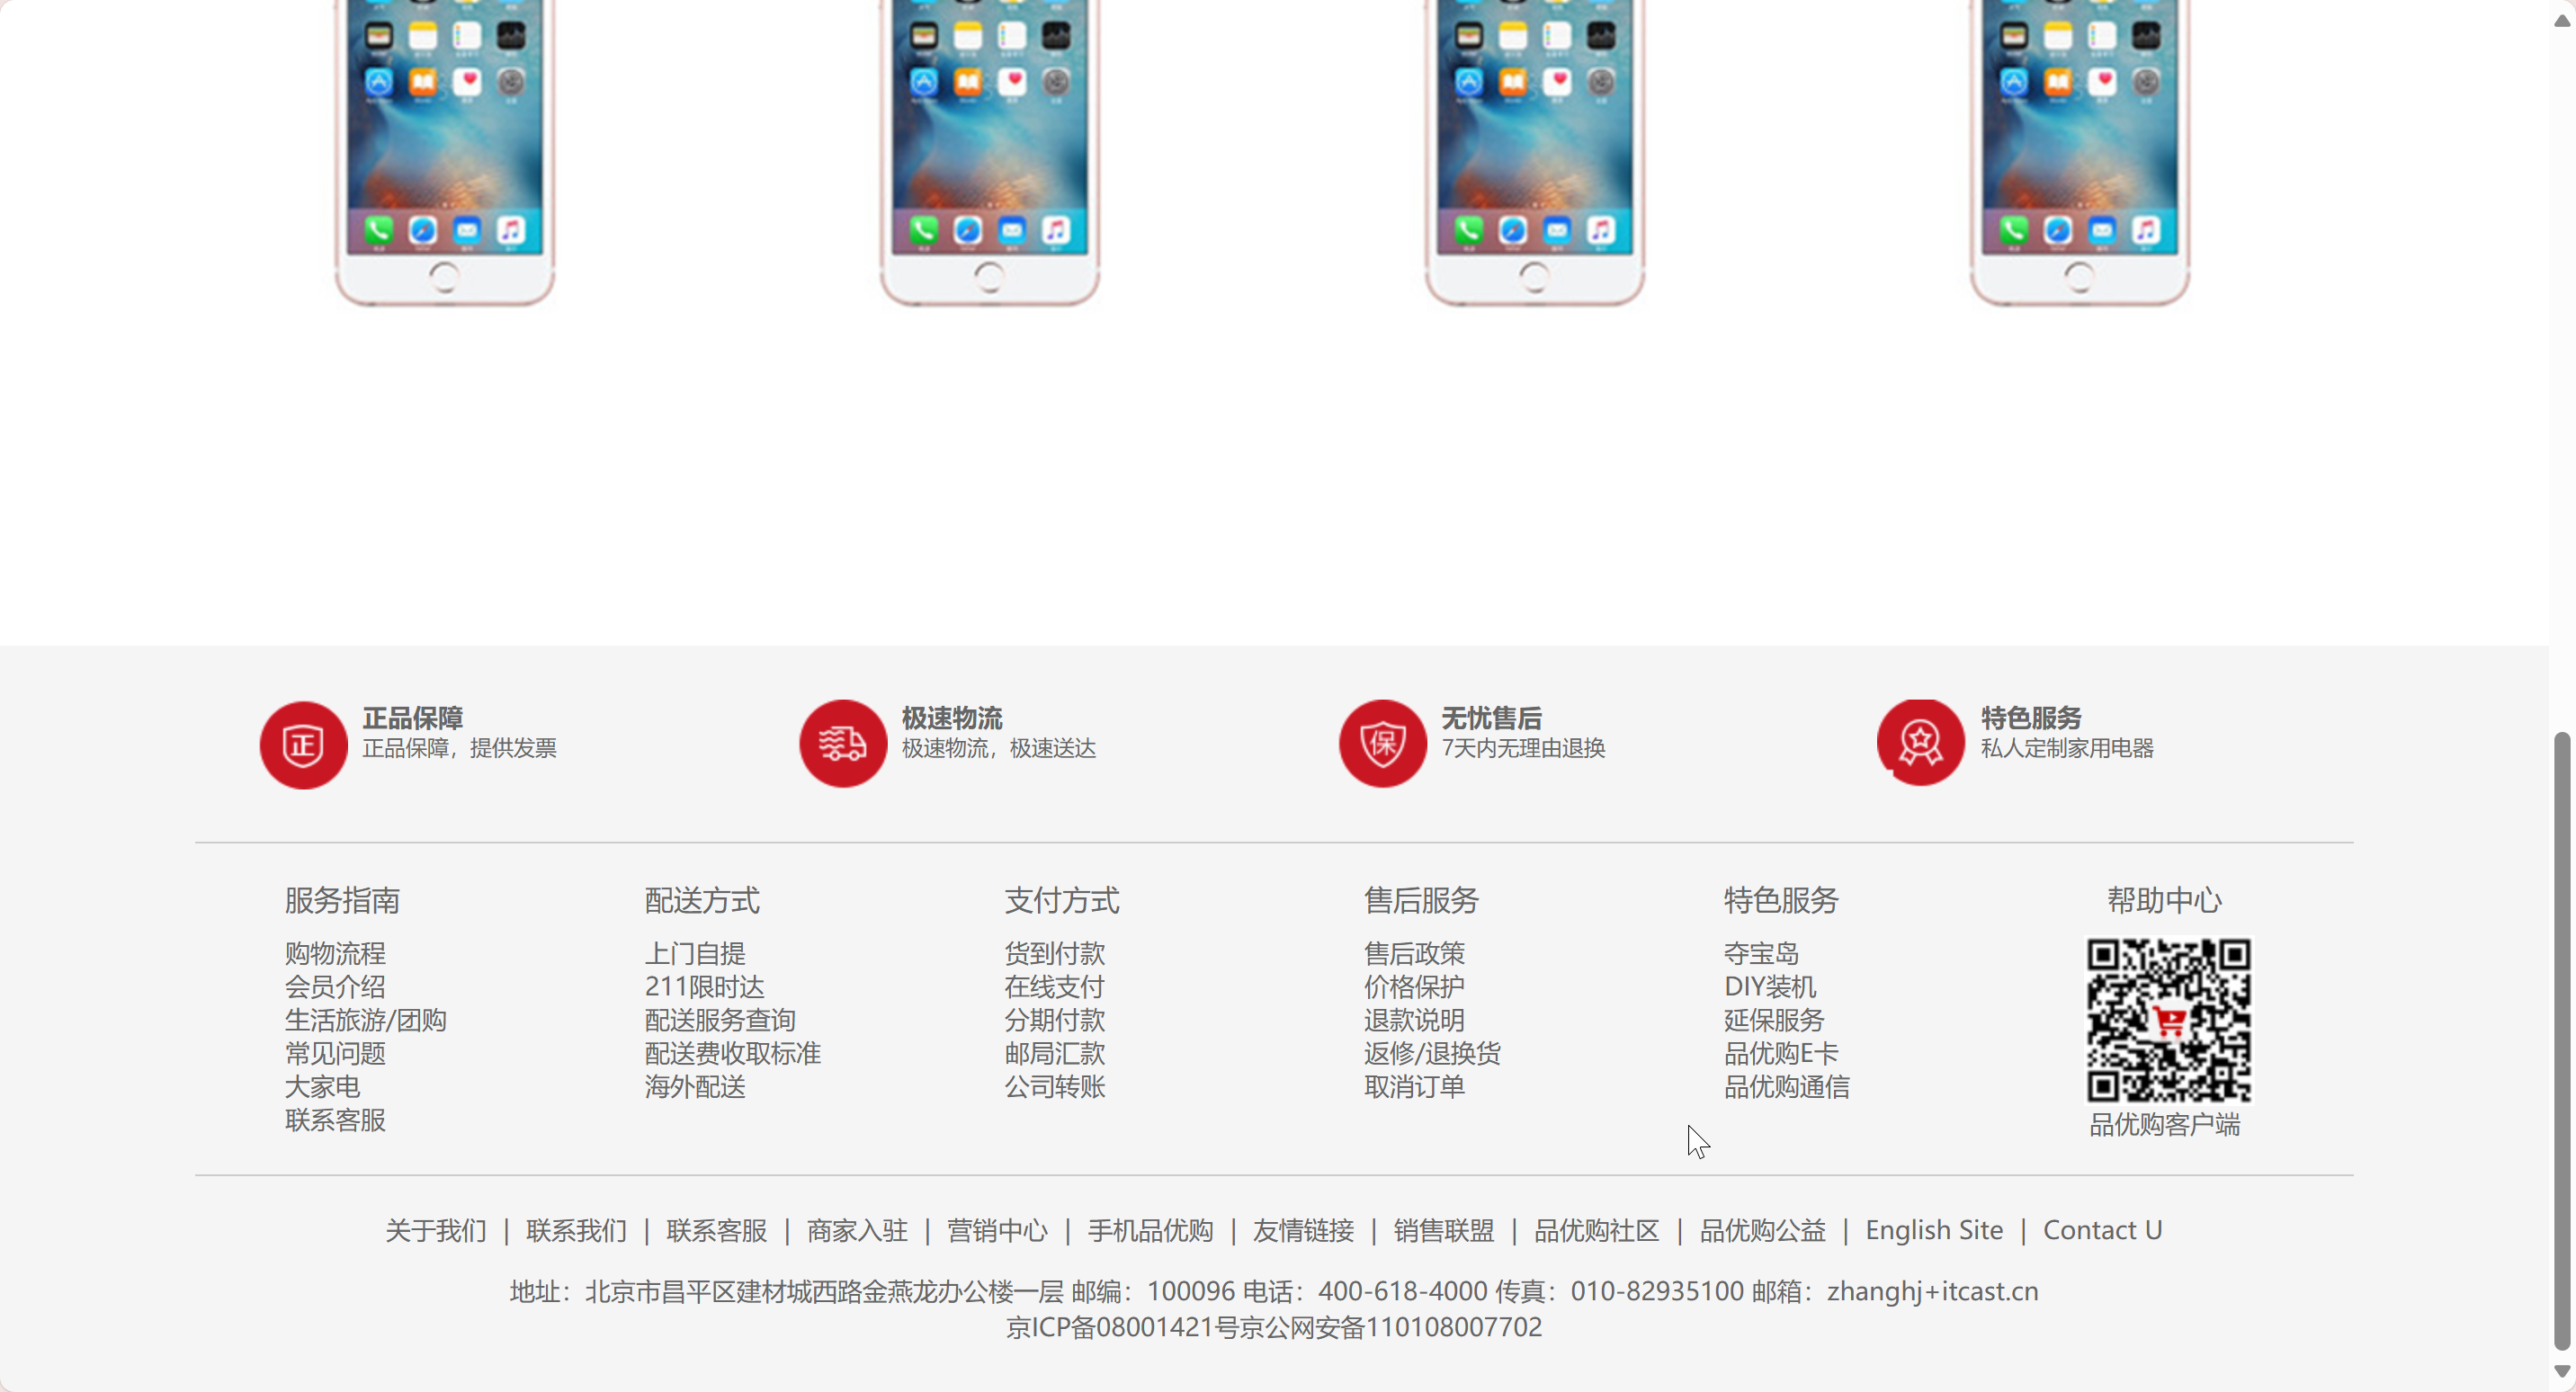 正品保障
正品保障，提供发票
极速物流
极速物流，极速送达
无忧售后
7天内无理由退换
特色服务
私人定制家用电器
正
保
服务指南
购物流程
会员介绍
生活旅游/团购
常见问题
大家电
联系客服
配送方式
上门自提
211限时达
配送服务查询
配送费收取标准
海外配送
支付方式
货到付款
在线支付
分期付款
邮局汇款
公司转账
售后服务
售后政策
价格保护
退款说明
返修/退换货
取消订单
特色服务
夺宝岛
DIY装机
延保服务
品优购E卡
品优购通信
帮助中心
品优购客户端
关于我们 | 联系我们 | 联系客服 | 商家入驻 | 营销中心 | 手机品优购 | 友情链接 | 销售联盟 | 品优购社区 | 品优购公益 | English Site | Contact U
地址：北京市昌平区建材城西路金燕龙办公楼一层 邮编：100096 电话：400-618-4000 传真：010-82935100 邮箱：zhanghj+itcast.cn
京ICP备08001421号京公网安备110108007702